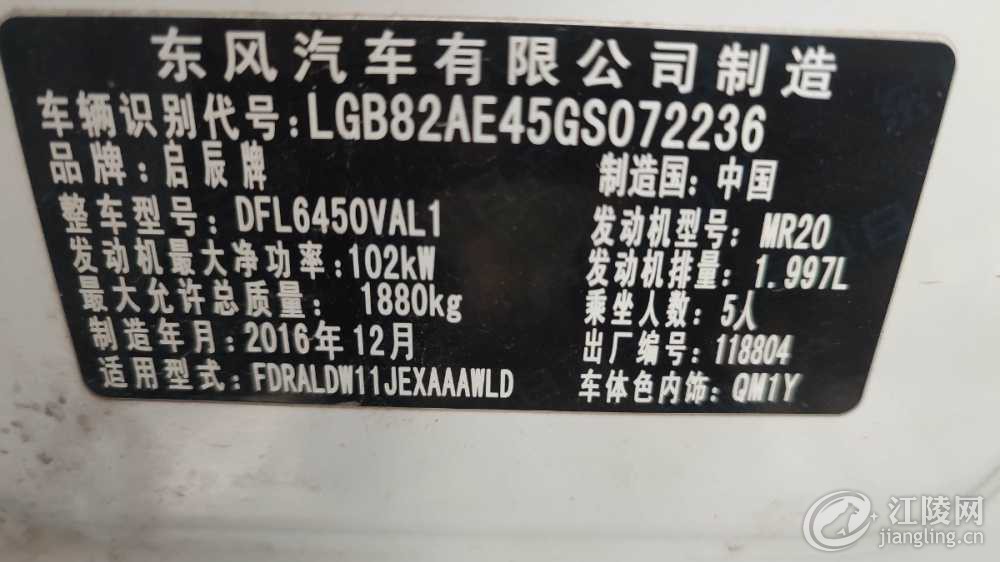 东风汽车有限公司制造
车辆识别代号:LGB82AE45GS072236
品牌:启辰牌 制造国:中国
整车型号:DFL6450VAL1 发动机型号:MR20
发动机最大净功率:102kW 发动机排量:1.997L
最大允许总质量:1880kg 乘坐人数:5人
制造年月:2016年12月 出厂编号:118804
适用型式:FDRALDW11JEXAAAWLD 车体色内饰:QM1Y
江陵网
jiangling.cn